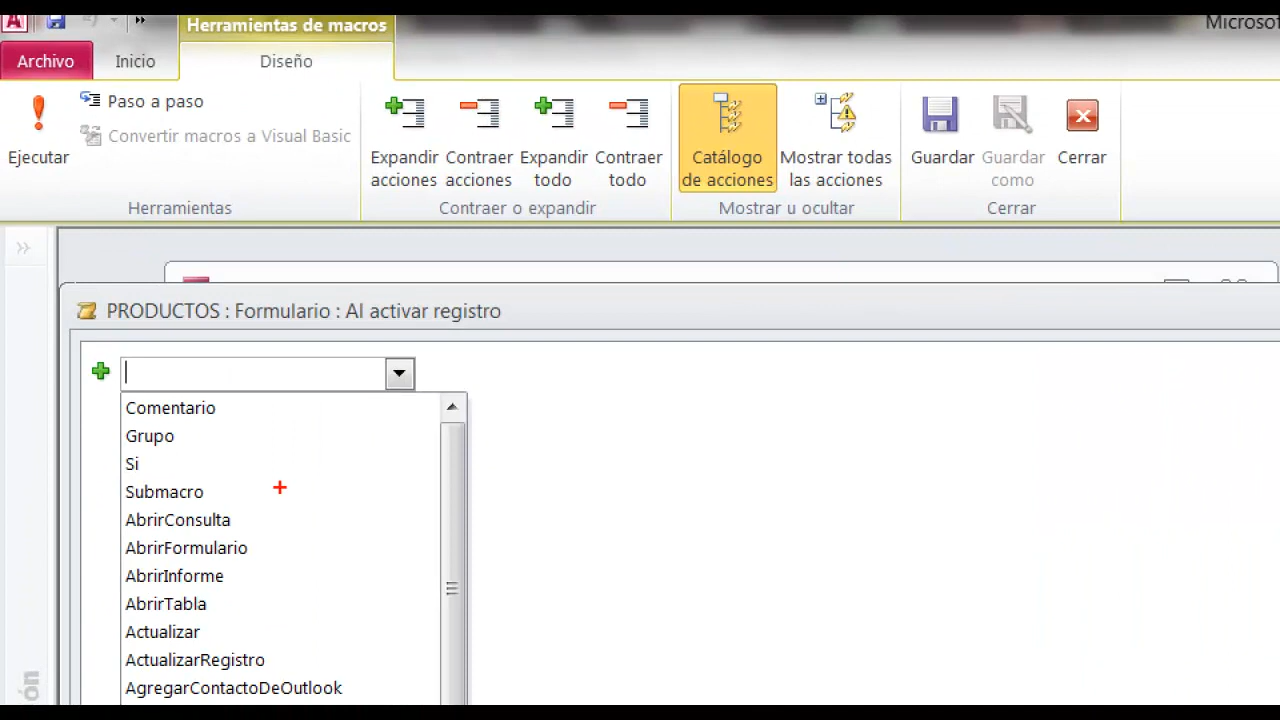 Herramientas de macros
Microsof
Archivo
Inicio
Diseño
Ejecutar
Paso a paso
Convertir macros a Visual Basic
Herramientas
Expandir acciones
Contraer acciones
Expandir todo
Contraer todo
Contraer o expandir
Catálogo de acciones
Mostrar todas las acciones
Mostrar u ocultar
Guardar
Guardar como
Cerrar
Cerrar
PRODUCTOS : Formulario : Al activar registro
Comentario
Grupo
Si
Submacro
AbrirConsulta
AbrirFormulario
AbrirInforme
AbrirTabla
Actualizar
ActualizarRegistro
AgregarContactoDeOutlook
ón